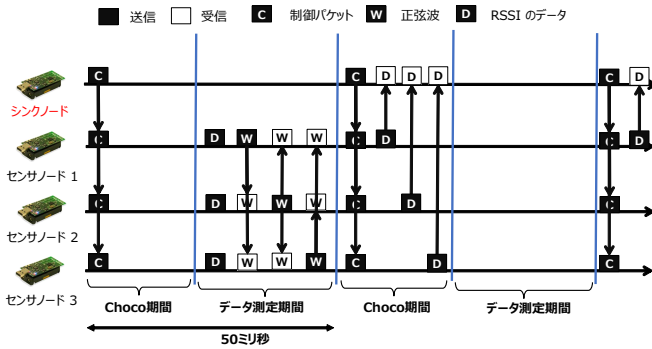 送信 受信 C 制御パケット W 正弦波 D RSSI のデータ
C C D D D C D
シンクノード
C D W W W C D C D
センサノード 1
C D W W W C D C
センサノード 2
C D W W W C D C
センサノード 3
Choco期間 データ測定期間 Choco期間 データ測定期間
50ミリ秒